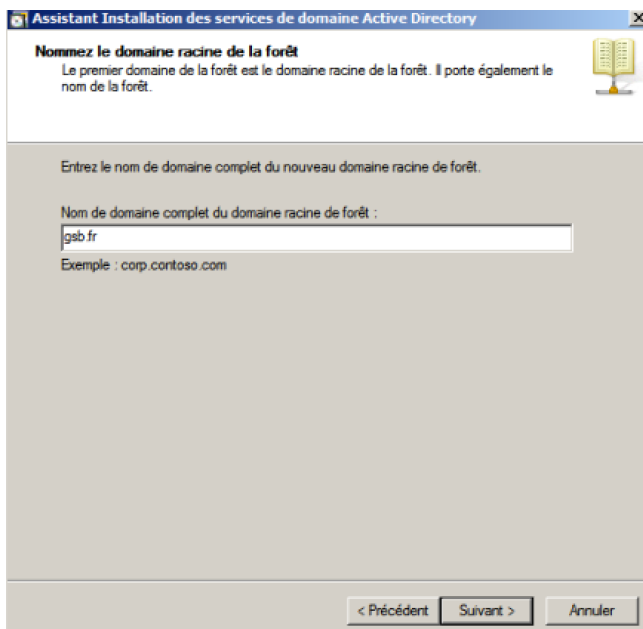 Assistant Installation des services de domaine Active Directory
Nommez le domaine racine de la forêt
Le premier domaine de la forêt est le domaine racine de la forêt. Il porte également le
nom de la forêt.
Entrez le nom de domaine complet du nouveau domaine racine de forêt.
Nom de domaine complet du domaine racine de forêt :
gsb.fr
Exemple : corp.contoso.com
< Précédent
Suivant >
Annuler